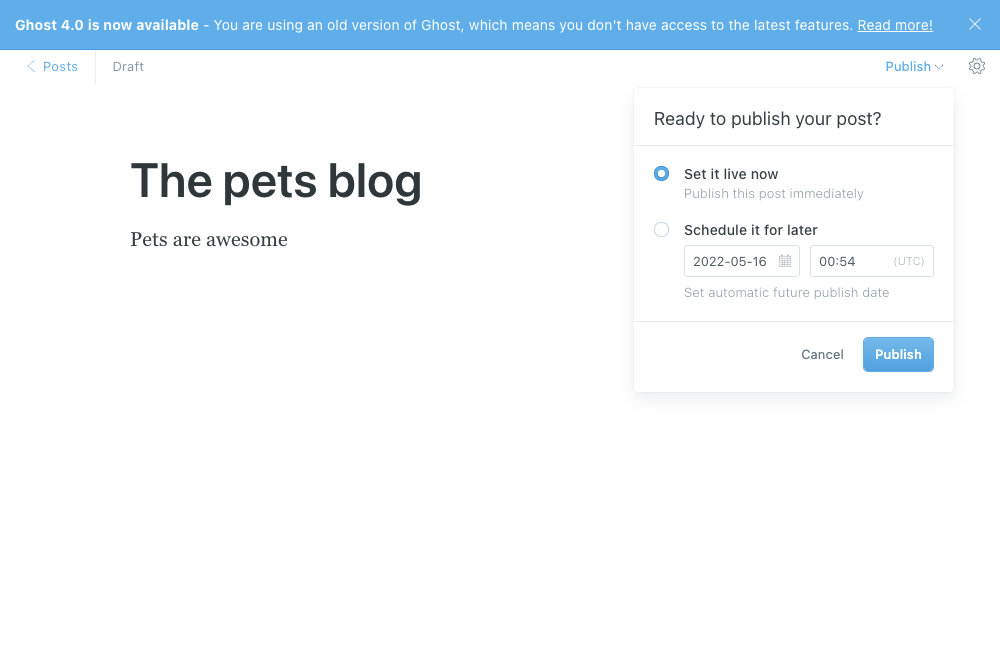 Ghost 4.0 is now available - You are using an old version of Ghost, which means you don't have access to the latest features. Read more!
Posts
Draft
Publish
Ready to publish your post?
The pets blog
Pets are awesome
Set it live now
Publish this post immediately
Schedule it for later
2022-05-16
00:54 (UTC)
Set automatic future publish date
Cancel
Publish